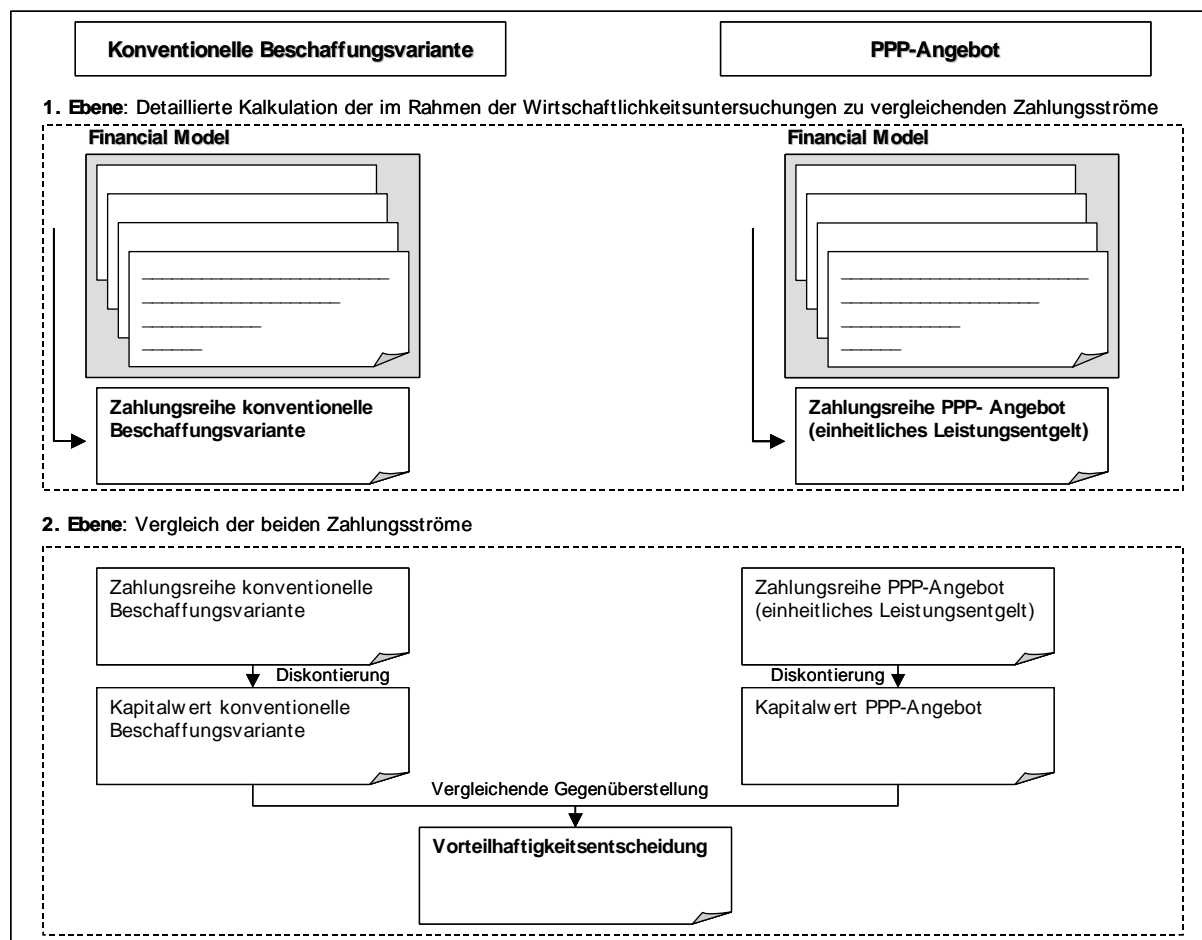 Konventionelle Beschaffungsvariante
PPP-Angebot
1. Ebene: Detaillierte Kalkulation der im Rahmen der Wirtschaftlichkeitsuntersuchungen zu vergleichenden Zahlungsströme
Financial Model
Financial Model
Zahlungsreihe konventionelle
Beschaffungsvariante
Zahlungsreihe PPP- Angebot
(einheitliches Leistungsentgelt)
2. Ebene: Vergleich der beiden Zahlungsströme
Zahlungsreihe konventionelle
Beschaffungsvariante
Zahlungsreihe PPP-Angebot
(einheitliches Leistungsentgelt)
Diskontierung
Diskontierung
Kapitalwert konventionelle
Beschaffungsvariante
Kapitalwert PPP-Angebot
Vergleichende Gegenüberstellung
Vorteilhaftigkeitsentscheidung